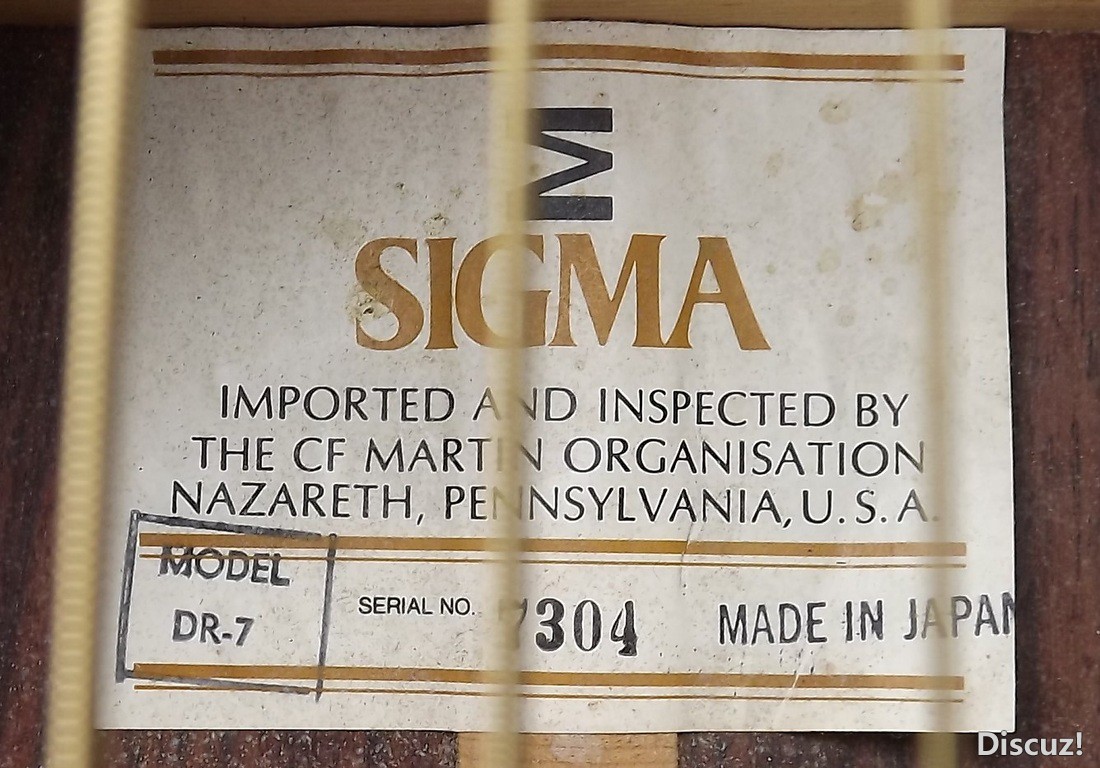 M
SIGMA
IMPORTED AND INSPECTED BY
THE CF MARTIN ORGANISATION
NAZARETH, PENNSYLVANIA, U.S.A.
MODEL
DR-7
SERIAL NO. 7304 MADE IN JAPAN
Discuz!